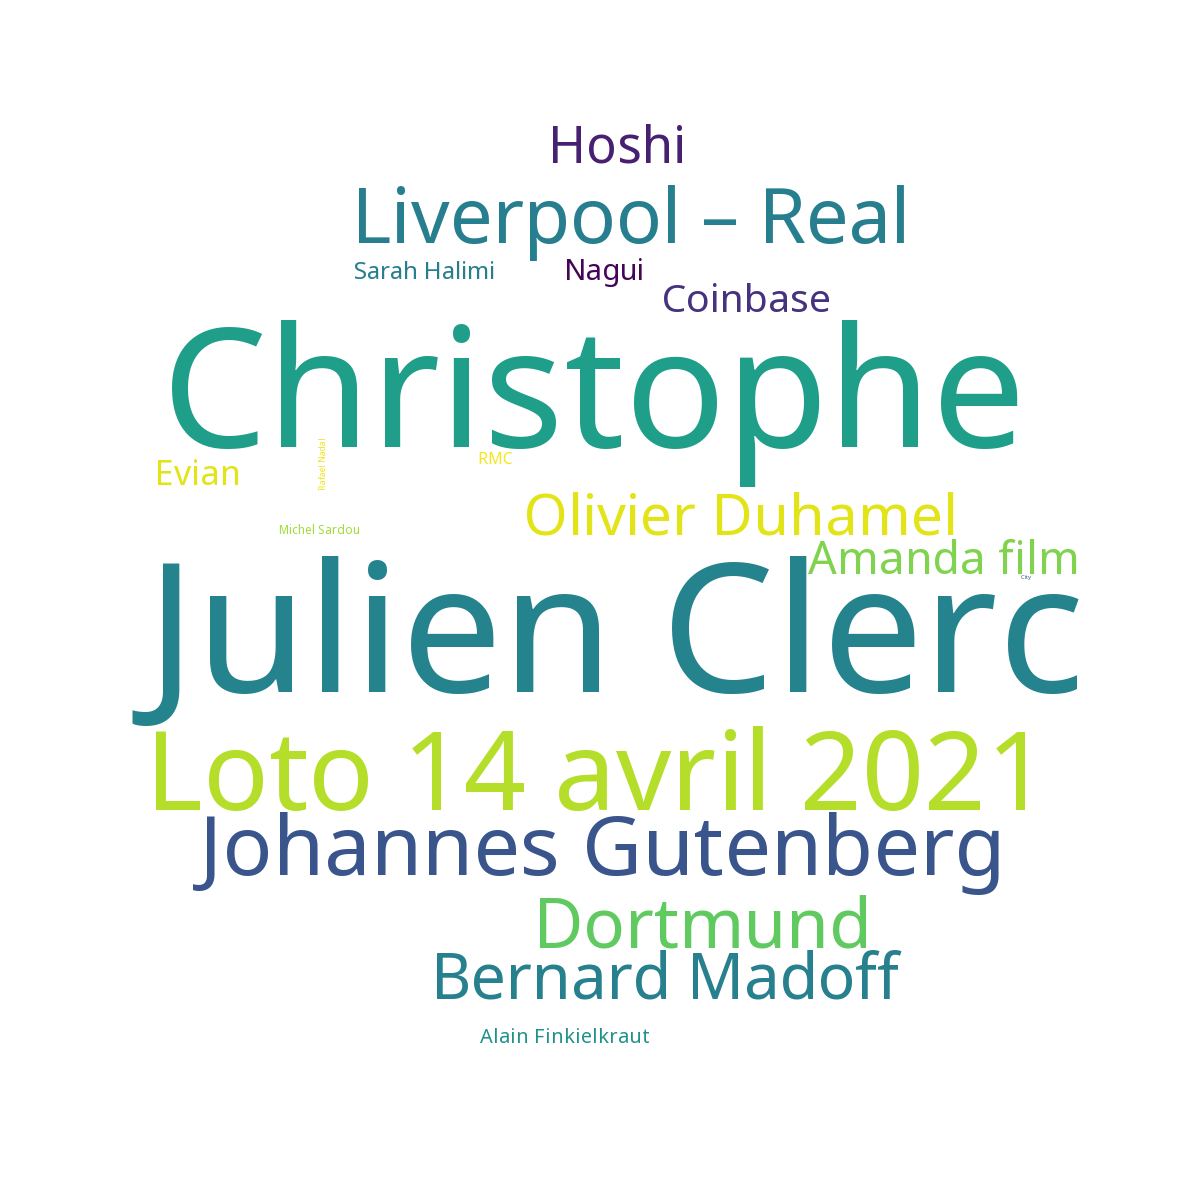 Hoshi
Liverpool – Real
Sarah Halimi
Nagui
Coinbase
Christophe
Evian
Rafael Nadal
RMC
Olivier Duhamel
Michel Sardou
Amanda film
City
Julien Clerc
Loto 14 avril 2021
Johannes Gutenberg
Dortmund
Bernard Madoff
Alain Finkielkraut